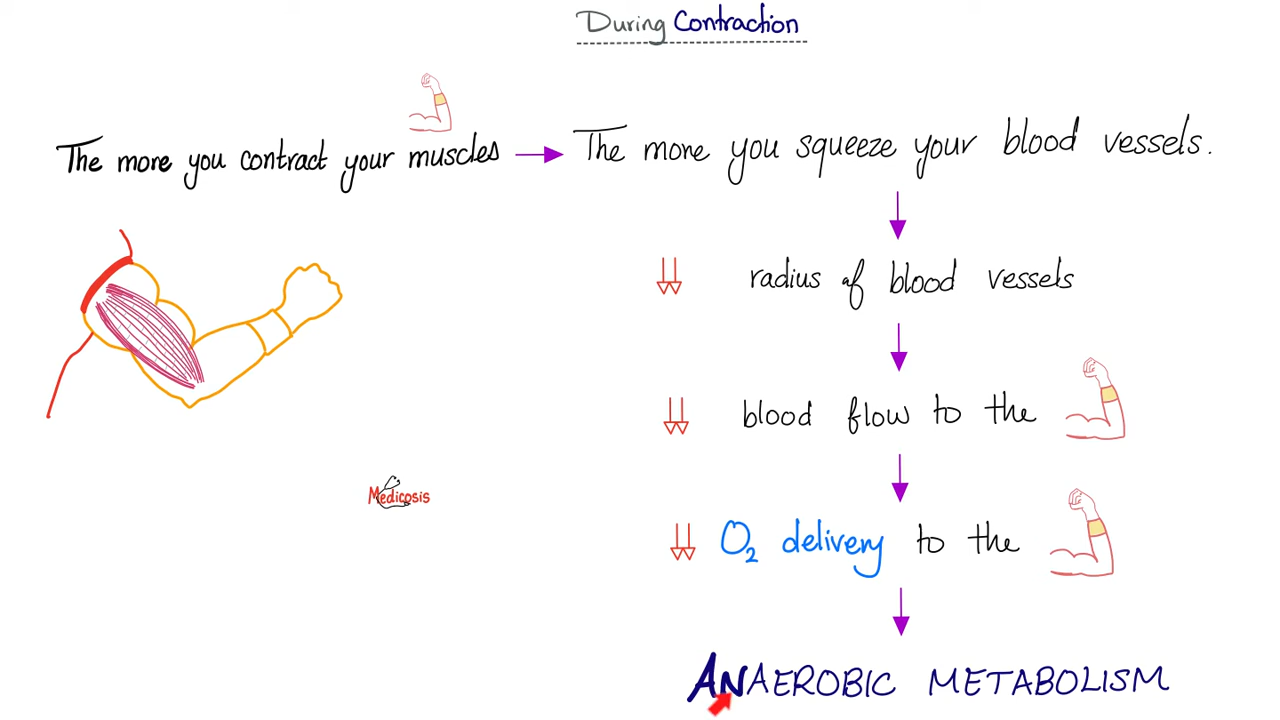 During Contraction
The more you contract your muscles
The more you squeeze your blood vessels.
radius of blood vessels
blood flow to the
Medicosis
O₂ delivery to the
ANAEROBIC METABOLISM